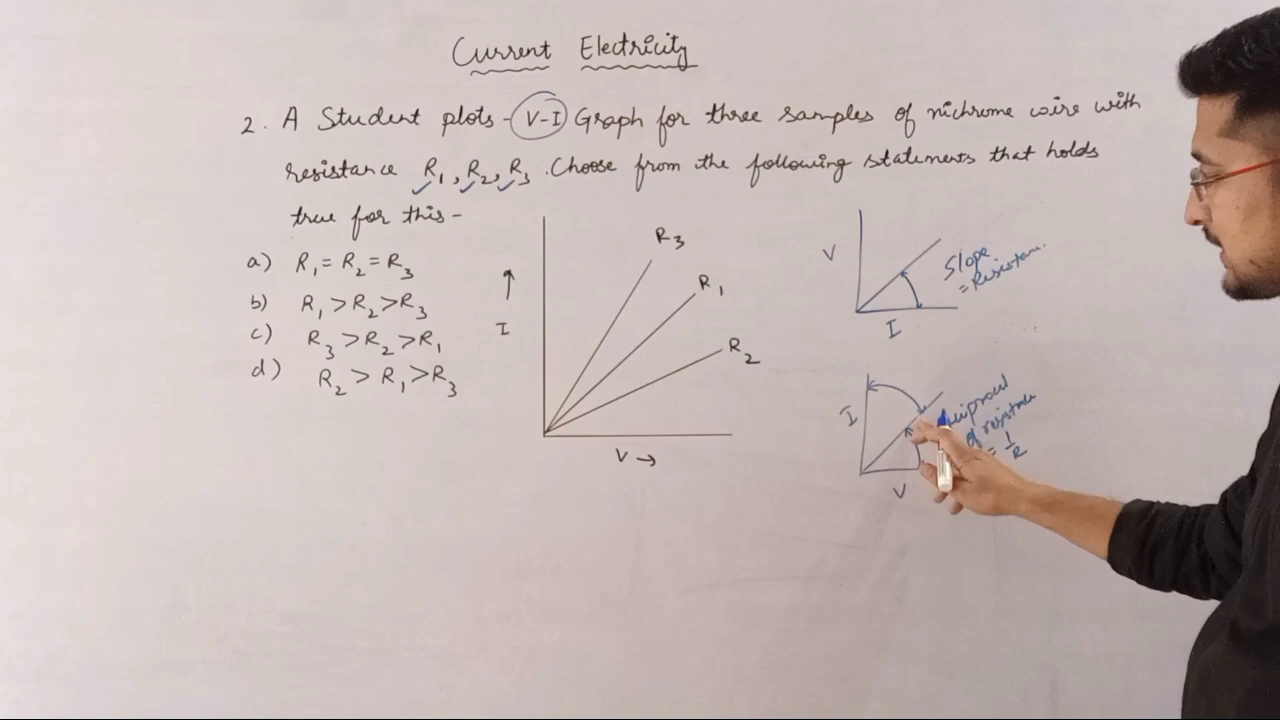 Current Electricity
2. A Student plots - V-I Graph for three samples of nichrome wire with
resistance R1, R2, R3. Choose from the following statements that holds
true for this -
a) R1 = R2 = R3
b) R1 > R2 > R3
c) R3 > R2 > R1
d) R2 > R1 > R3
I
V →
R3
R1
R2
V
I
Slope
=
I
V
of resistance
= 1/R